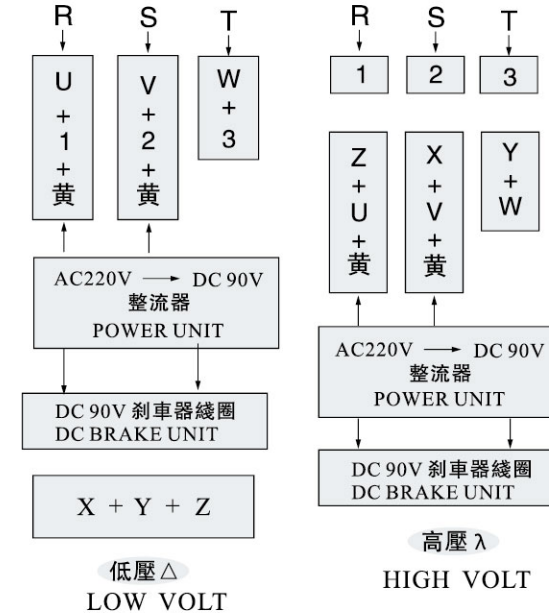 R S T
U+1+黄
V+2+黄
W+3
AC220V → DC 90V
整流器
POWER UNIT
DC 90V 刹車器綫圈
DC BRAKE UNIT
X + Y + Z
低壓△
LOW VOLT
R S T
1 2 3
Z+U+黄
X+V+黄
Y+W
AC220V → DC 90V
整流器
POWER UNIT
DC 90V 刹車器綫圈
DC BRAKE UNIT
高壓 λ
HIGH VOLT